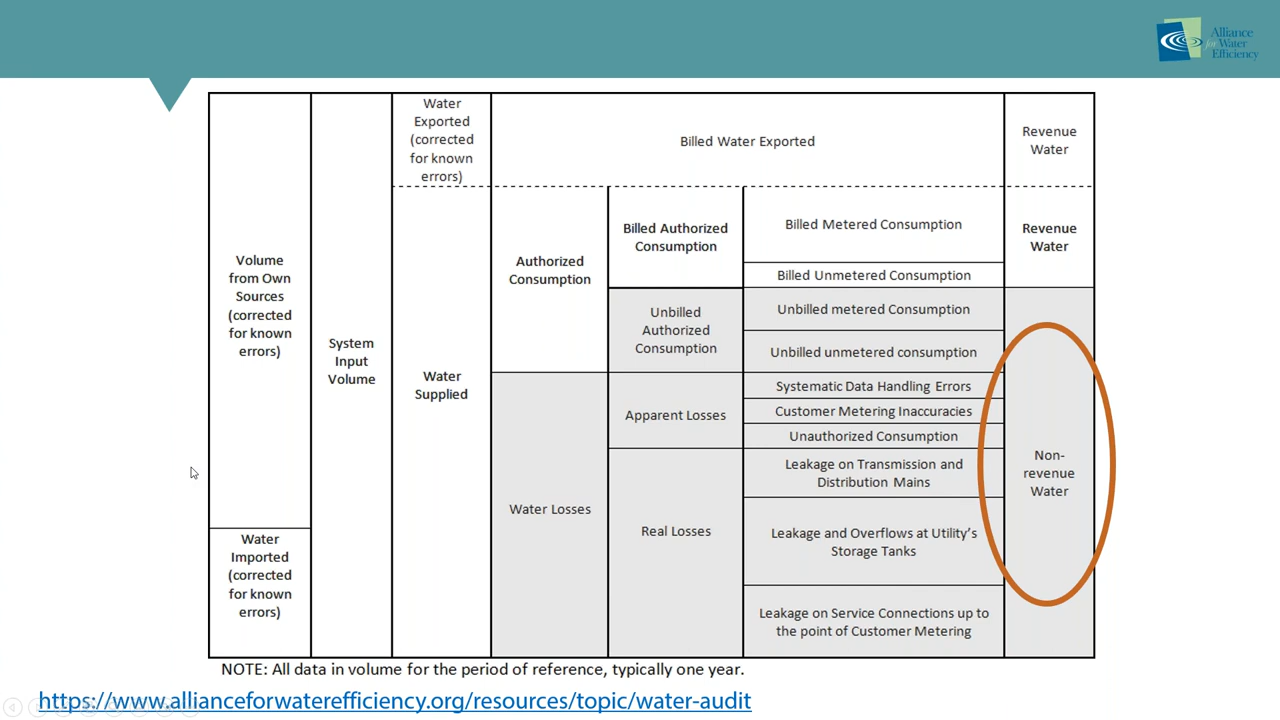 Alliance
for Water
Efficiency
Water
Exported
(corrected
for known
errors)
Billed Water Exported
Revenue
Water
Volume
from Own
Sources
(corrected
for known
errors)
System
Input
Volume
Water
Supplied
Authorized
Consumption
Billed Authorized
Consumption
Billed Metered Consumption
Revenue
Water
Billed Unmetered Consumption
Unbilled
Authorized
Consumption
Unbilled metered Consumption
Unbilled unmetered consumption
Water Losses
Apparent Losses
Systematic Data Handling Errors
Customer Metering Inaccuracies
Unauthorized Consumption
Real Losses
Leakage on Transmission and
Distribution Mains
Leakage and Overflows at Utility’s
Storage Tanks
Leakage on Service Connections up to
the point of Customer Metering
Non-
revenue
Water
Water
Imported
(corrected
for known
errors)
NOTE: All data in volume for the period of reference, typically one year.
https://www.allianceforwaterefficiency.org/resources/topic/water-audit